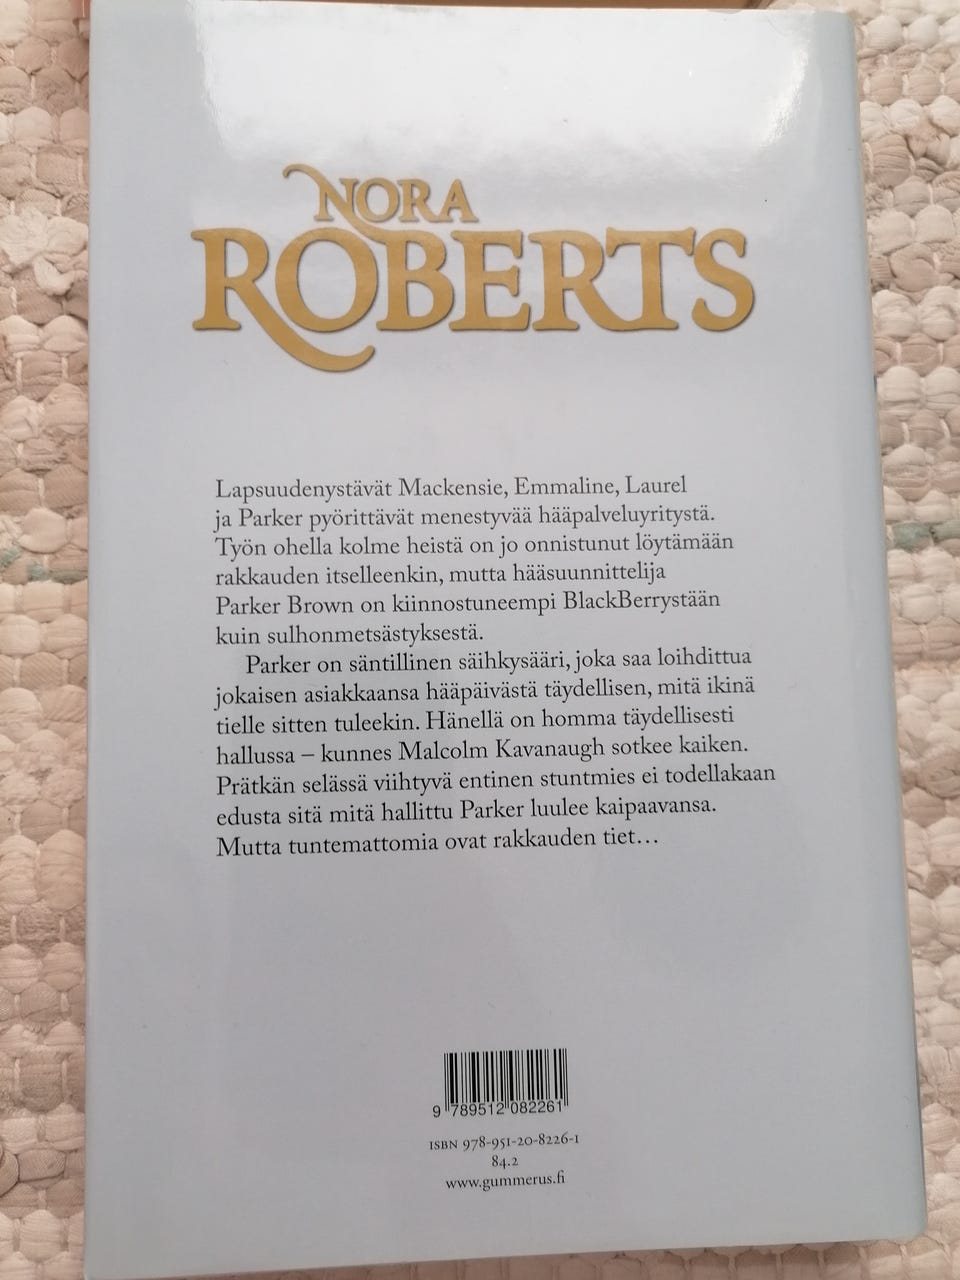 NORA
ROBERTS
Lapsuudenystävät Mackensie, Emmaline, Laurel
ja Parker pyörittävät menestyvää hääpalveluyritystä.
Työn ohella kolme heistä on jo onnistunut löytämään
rakkauden itselleenkin, mutta hääsuunnittelija
Parker Brown on kiinnostuneempi BlackBerrystään
kuin sulhonmetsästyksestä.
Parker on säntillinen säihkysääri, joka saa loihdittua
jokaisen asiakkaansa hääpäivästä täydellisen, mitä ikinä
tielle sitten tuleekin. Hänellä on homma täydellisesti
hallussa – kunnes Malcolm Kavanaugh sotkee kaiken.
Prätkän selässä viihtyvä entinen stuntmies ei todellakaan
edusta sitä mitä hallittu Parker luulee kaipaavansa.
Mutta tuntemattomia ovat rakkauden tiet…
9 789512 082261
ISBN 978-951-20-8226-1
84.2
www.gummerus.fi